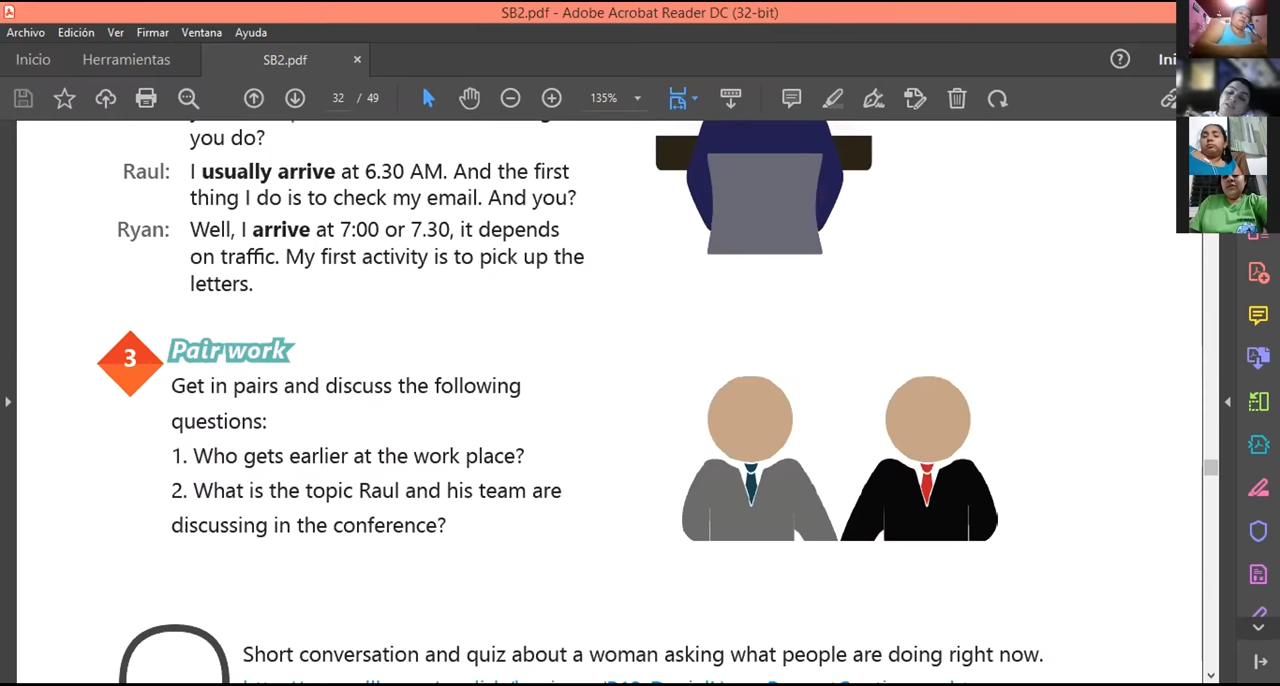 SB2.pdf - Adobe Acrobat Reader DC (32-bit)
Archivo Edición Ver Firmar Ventana Ayuda
Inicio Herramientas SB2.pdf × ? Ini
32 / 49 135%
you do?
Raul: I usually arrive at 6.30 AM. And the first
thing I do is to check my email. And you?
Ryan: Well, I arrive at 7:00 or 7.30, it depends
on traffic. My first activity is to pick up the
letters.
3 Pair work
Get in pairs and discuss the following
questions:
1. Who gets earlier at the work place?
2. What is the topic Raul and his team are
discussing in the conference?
Short conversation and quiz about a woman asking what people are doing right now.